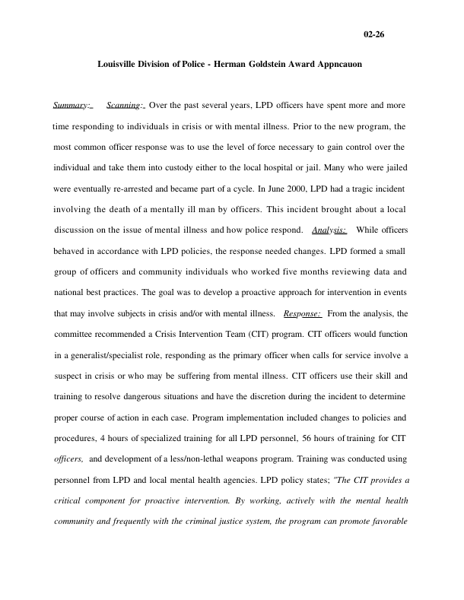 02-26
Louisville Division of Police - Herman Goldstein Award Appncauon
Summary: Scanning: Over the past several years, LPD officers have spent more and more
time responding to individuals in crisis or with mental illness. Prior to the new program, the
most common officer response was to use the level of force necessary to gain control over the
individual and take them into custody either to the local hospital or jail. Many who were jailed
were eventually re-arrested and became part of a cycle. In June 2000, LPD had a tragic incident
involving the death of a mentally ill man by officers. This incident brought about a local
discussion on the issue of mental illness and how police respond. Analysis: While officers
behaved in accordance with LPD policies, the response needed changes. LPD formed a small
group of officers and community individuals who worked five months reviewing data and
national best practices. The goal was to develop a proactive approach for intervention in events
that may involve subjects in crisis and/or with mental illness. Response: From the analysis, the
committee recommended a Crisis Intervention Team (CIT) program. CIT officers would function
in a generalist/specialist role, responding as the primary officer when calls for service involve a
suspect in crisis or who may be suffering from mental illness. CIT officers use their skill and
training to resolve dangerous situations and have the discretion during the incident to determine
proper course of action in each case. Program implementation included changes to policies and
procedures, 4 hours of specialized training for all LPD personnel, 56 hours of training for CIT
officers, and development of a less/non-lethal weapons program. Training was conducted using
personnel from LPD and local mental health agencies. LPD policy states; "The CIT provides a
critical component for proactive intervention. By working, actively with the mental health
community and frequently with the criminal justice system, the program can promote favorable